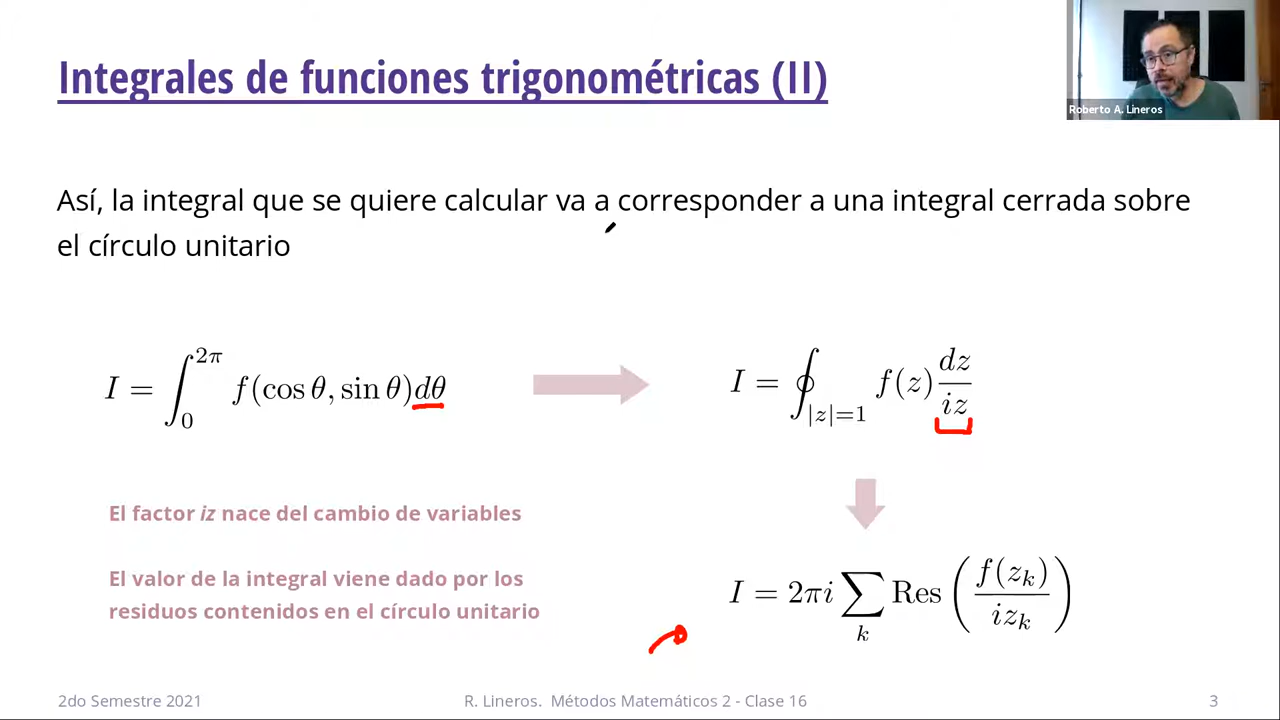 Integrales de funciones trigonométricas (II)
Roberto A. Lineros
Así, la integral que se quiere calcular va a corresponder a una integral cerrada sobre
el círculo unitario
I = ∫_0^{2π} f(cos θ, sin θ)dθ
I = ∮_{|z|=1} f(z) dz/iz
El factor iz nace del cambio de variables
El valor de la integral viene dado por los
residuos contenidos en el círculo unitario
I = 2πi ∑_k Res ( f(z_k) / iz_k )
2do Semestre 2021
R. Lineros. Métodos Matemáticos 2 - Clase 16
3